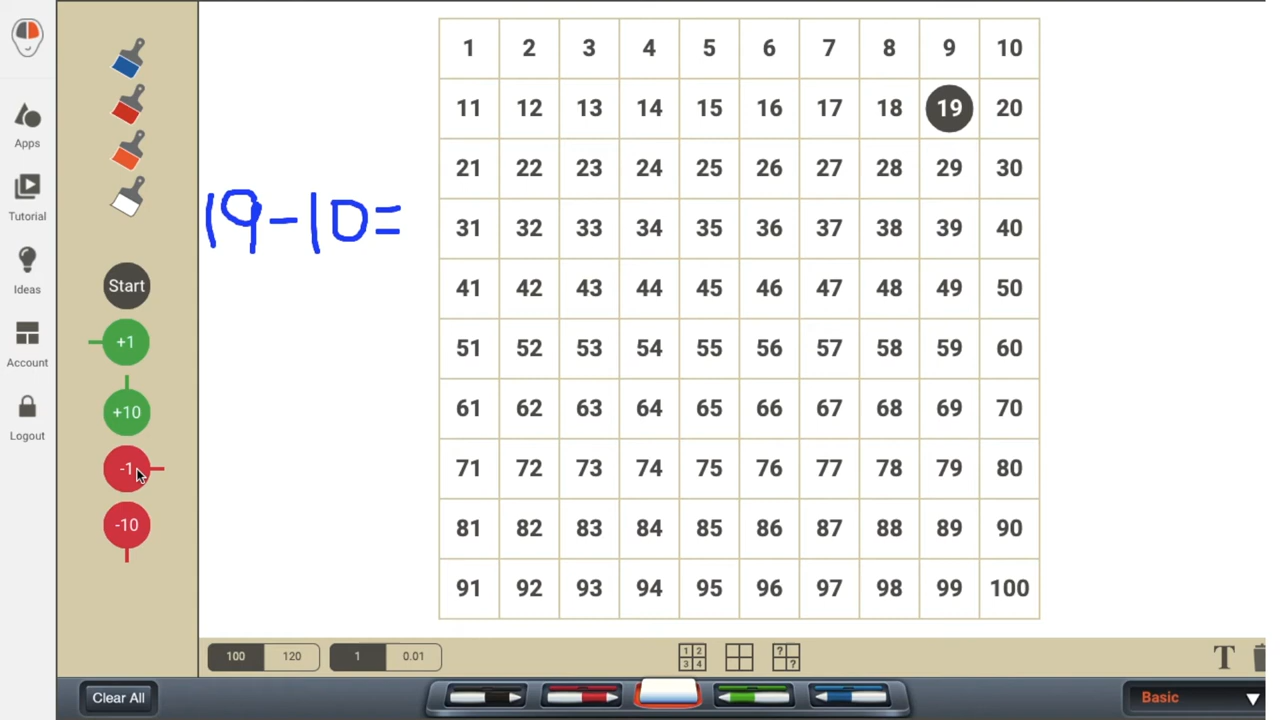 1 2 3 4 5 6 7 8 9 10
11 12 13 14 15 16 17 18 19 20
Apps
21 22 23 24 25 26 27 28 29 30
Tutorial
19-10=
31 32 33 34 35 36 37 38 39 40
Ideas
Start
41 42 43 44 45 46 47 48 49 50
+1
51 52 53 54 55 56 57 58 59 60
Account
+10
61 62 63 64 65 66 67 68 69 70
Logout
-1
71 72 73 74 75 76 77 78 79 80
-10
81 82 83 84 85 86 87 88 89 90
91 92 93 94 95 96 97 98 99 100
100 120 1 0.01 1 2 T
3 4 ? ?
Clear All Basic